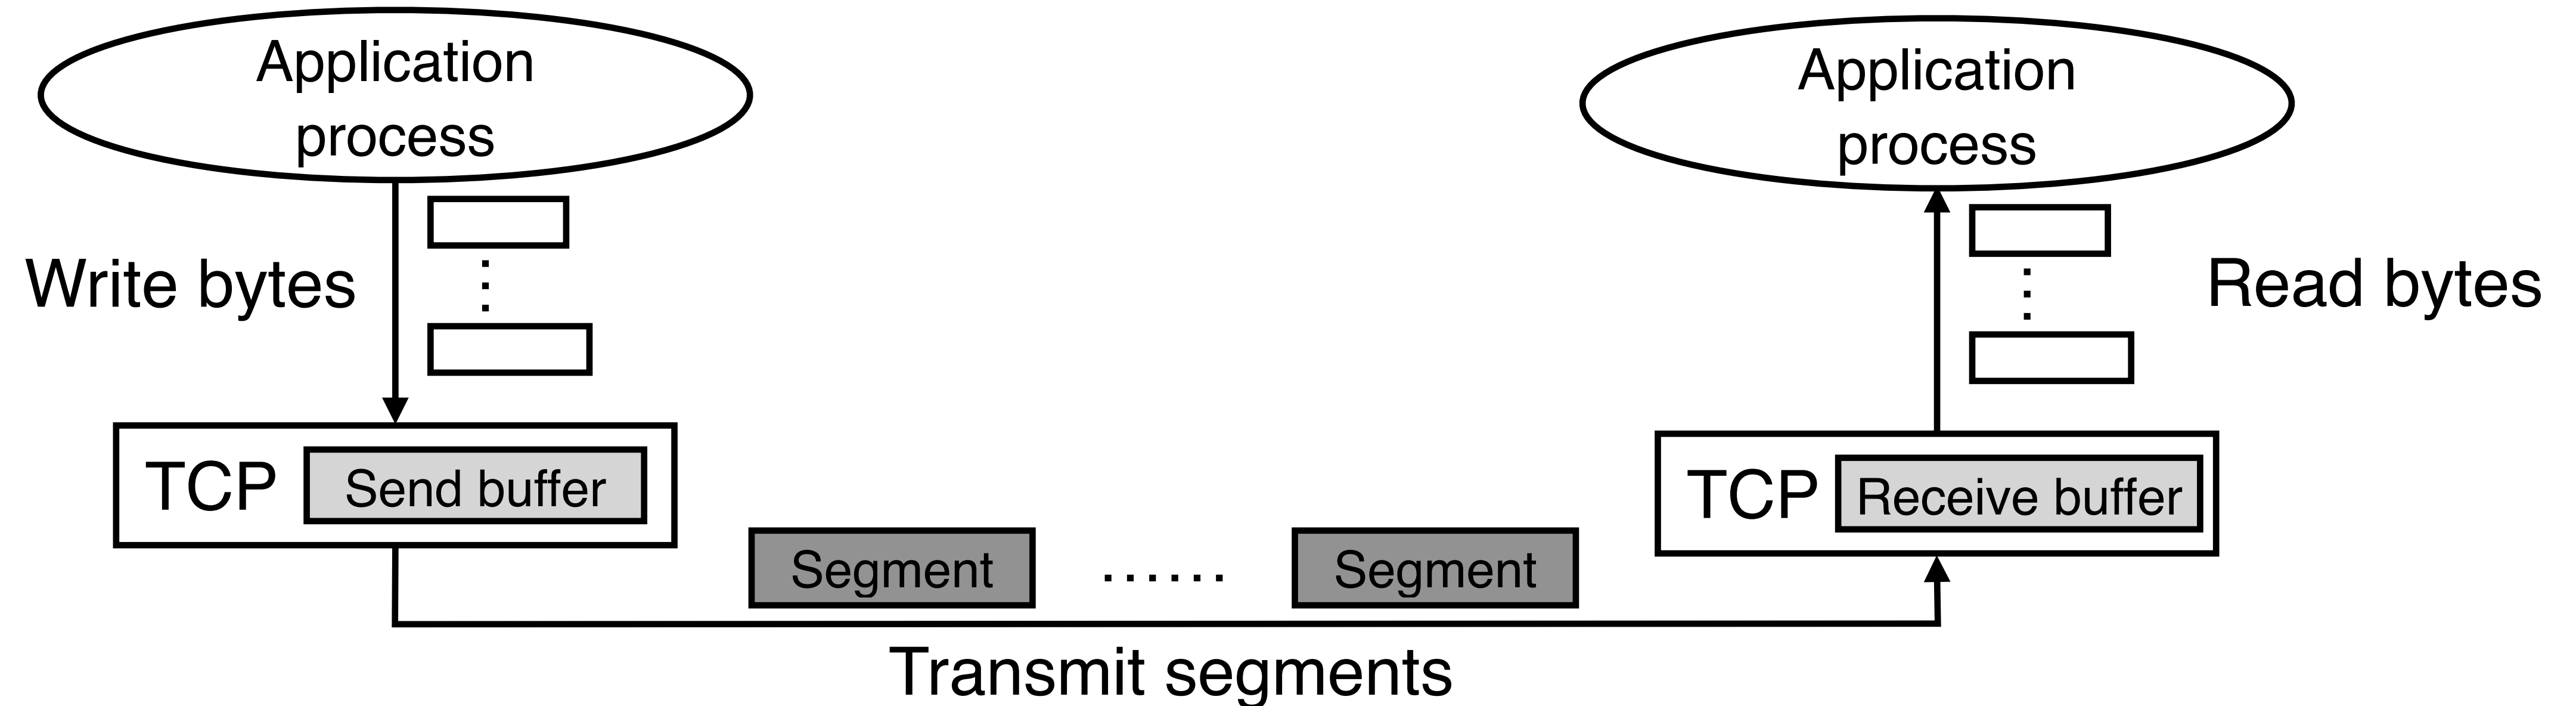 Application
process
Application
process
Write bytes
Read bytes
TCP
Send buffer
TCP
Receive buffer
Segment
......
Segment
Transmit segments